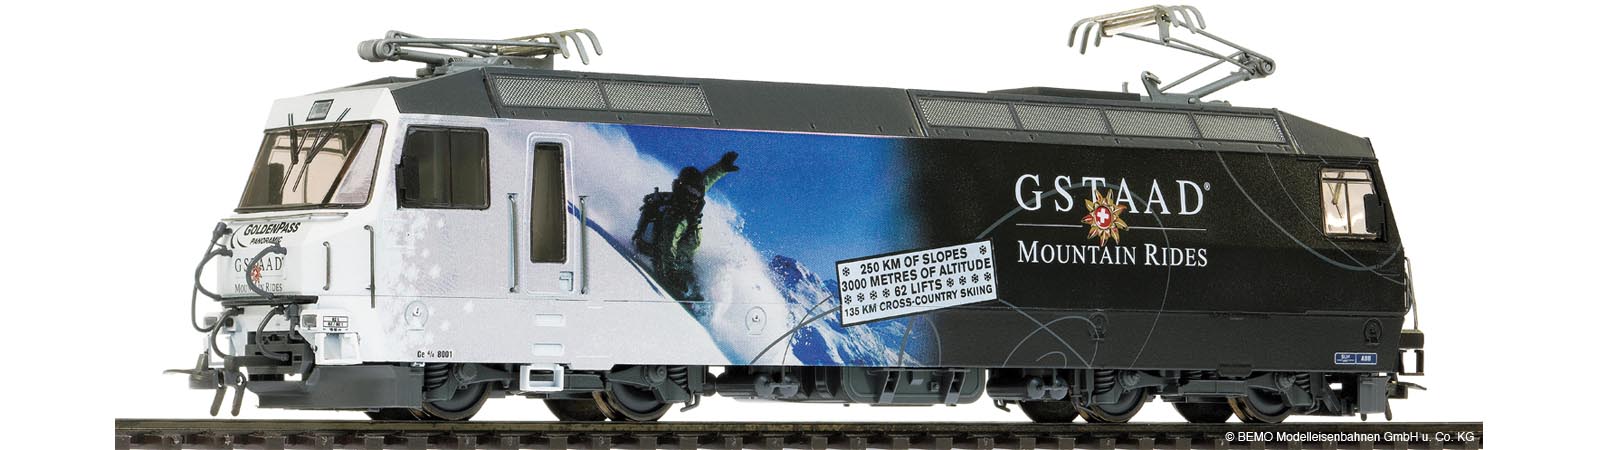 GOLDENPASS
PANORAMIC
GSTAAD
MOUNTAIN RIDES
Ge 4/4 8001
250 KM OF SLOPES
3000 METRES OF ALTITUDE
62 LIFTS
135 KM CROSS-COUNTRY SKIING
GSTAAD®
MOUNTAIN RIDES
SLM
ABB
© BEMO Modelleisenbahnen GmbH u. Co. KG